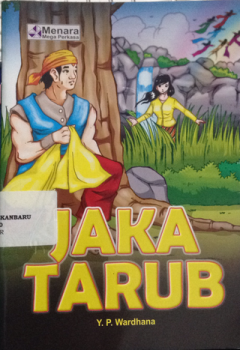 Menara
Mega Perkasa
KANBARU
JAKA
TARUB
Y. P. Wardhana